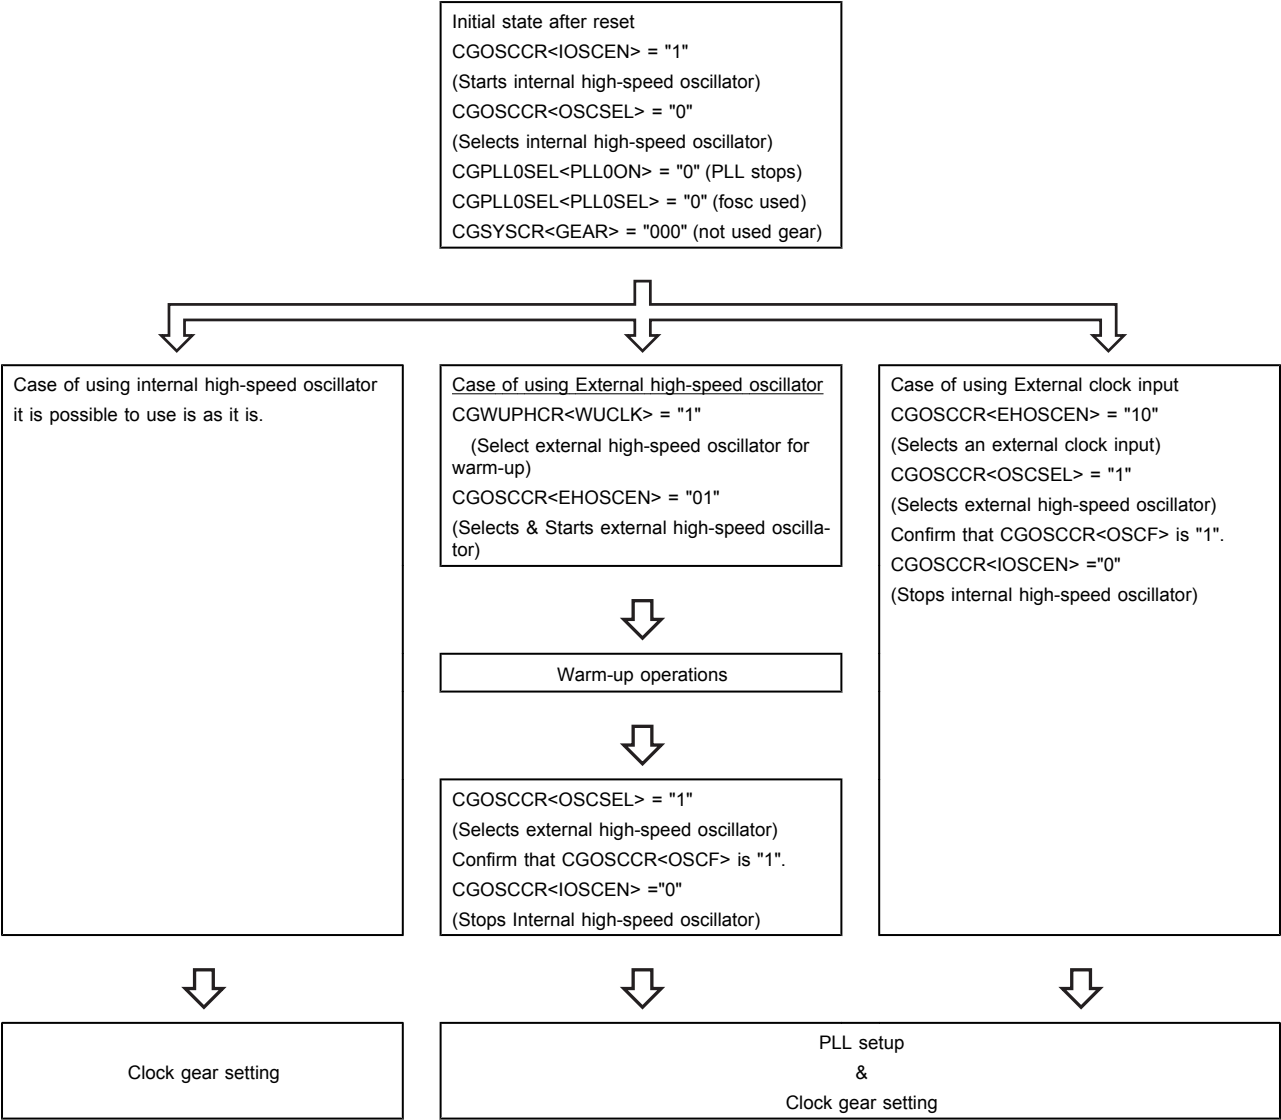 Initial state after reset
CGOSCCR<IOSCEN> = "1"
(Starts internal high-speed oscillator)
CGOSCCR<OSCSEL> = "0"
(Selects internal high-speed oscillator)
CGPLL0SEL<PLL0ON> = "0" (PLL stops)
CGPLL0SEL<PLL0SEL> = "0" (fosc used)
CGSYSCR<GEAR> = "000" (not used gear)
Case of using internal high-speed oscillator
it is possible to use is as it is.
Case of using External high-speed oscillator
CGWUPHCR<WUCLK> = "1"
(Select external high-speed oscillator for
warm-up)
CGOSCCR<EHOSCEN> = "01"
(Selects & Starts external high-speed oscilla-
tor)
Warm-up operations
CGOSCCR<OSCSEL> = "1"
(Selects external high-speed oscillator)
Confirm that CGOSCCR<OSCF> is "1".
CGOSCCR<IOSCEN> ="0"
(Stops Internal high-speed oscillator)
Case of using External clock input
CGOSCCR<EHOSCEN> = "10"
(Selects an external clock input)
CGOSCCR<OSCSEL> = "1"
(Selects external high-speed oscillator)
Confirm that CGOSCCR<OSCF> is "1".
CGOSCCR<IOSCEN> ="0"
(Stops internal high-speed oscillator)
Clock gear setting
PLL setup
&
Clock gear setting